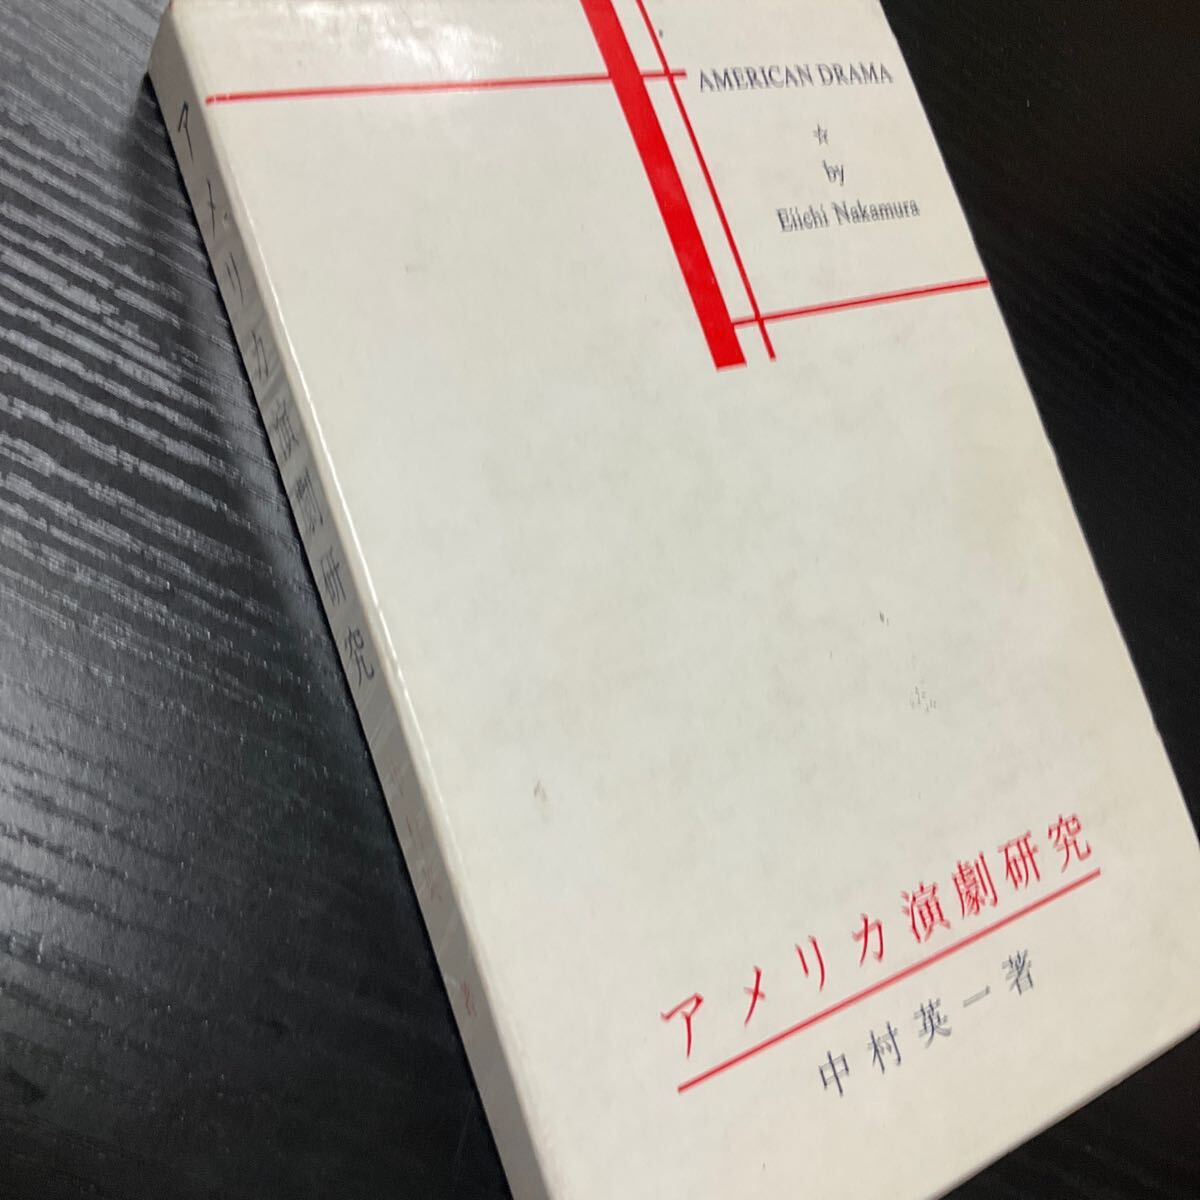 AMERICAN DRAMA
☆
by
Eiichi Nakamura
アメリカ演劇研究
中村英一著
アメリカ演劇研究